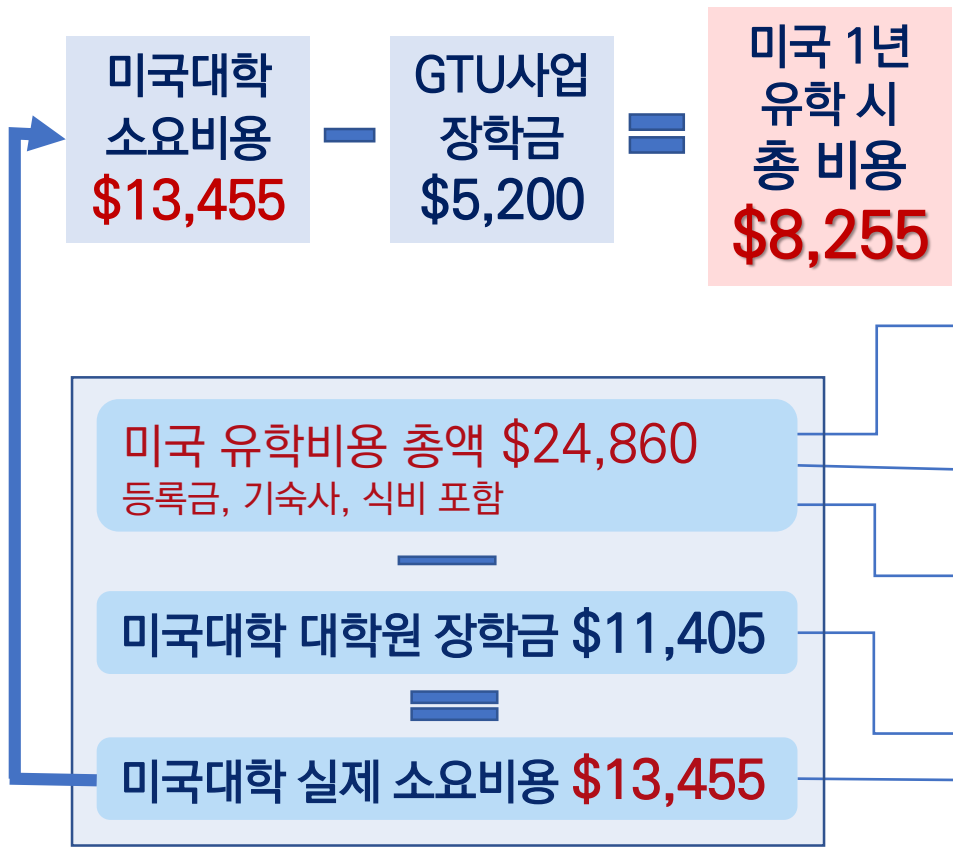 미국대학
소요비용
$13,455
GTU사업
장학금
$5,200
미국 1년
유학 시
총 비용
$8,255
미국 유학비용 총액 $24,860
등록금, 기숙사, 식비 포함
미국대학 대학원 장학금 $11,405
미국대학 실제 소요비용 $13,455